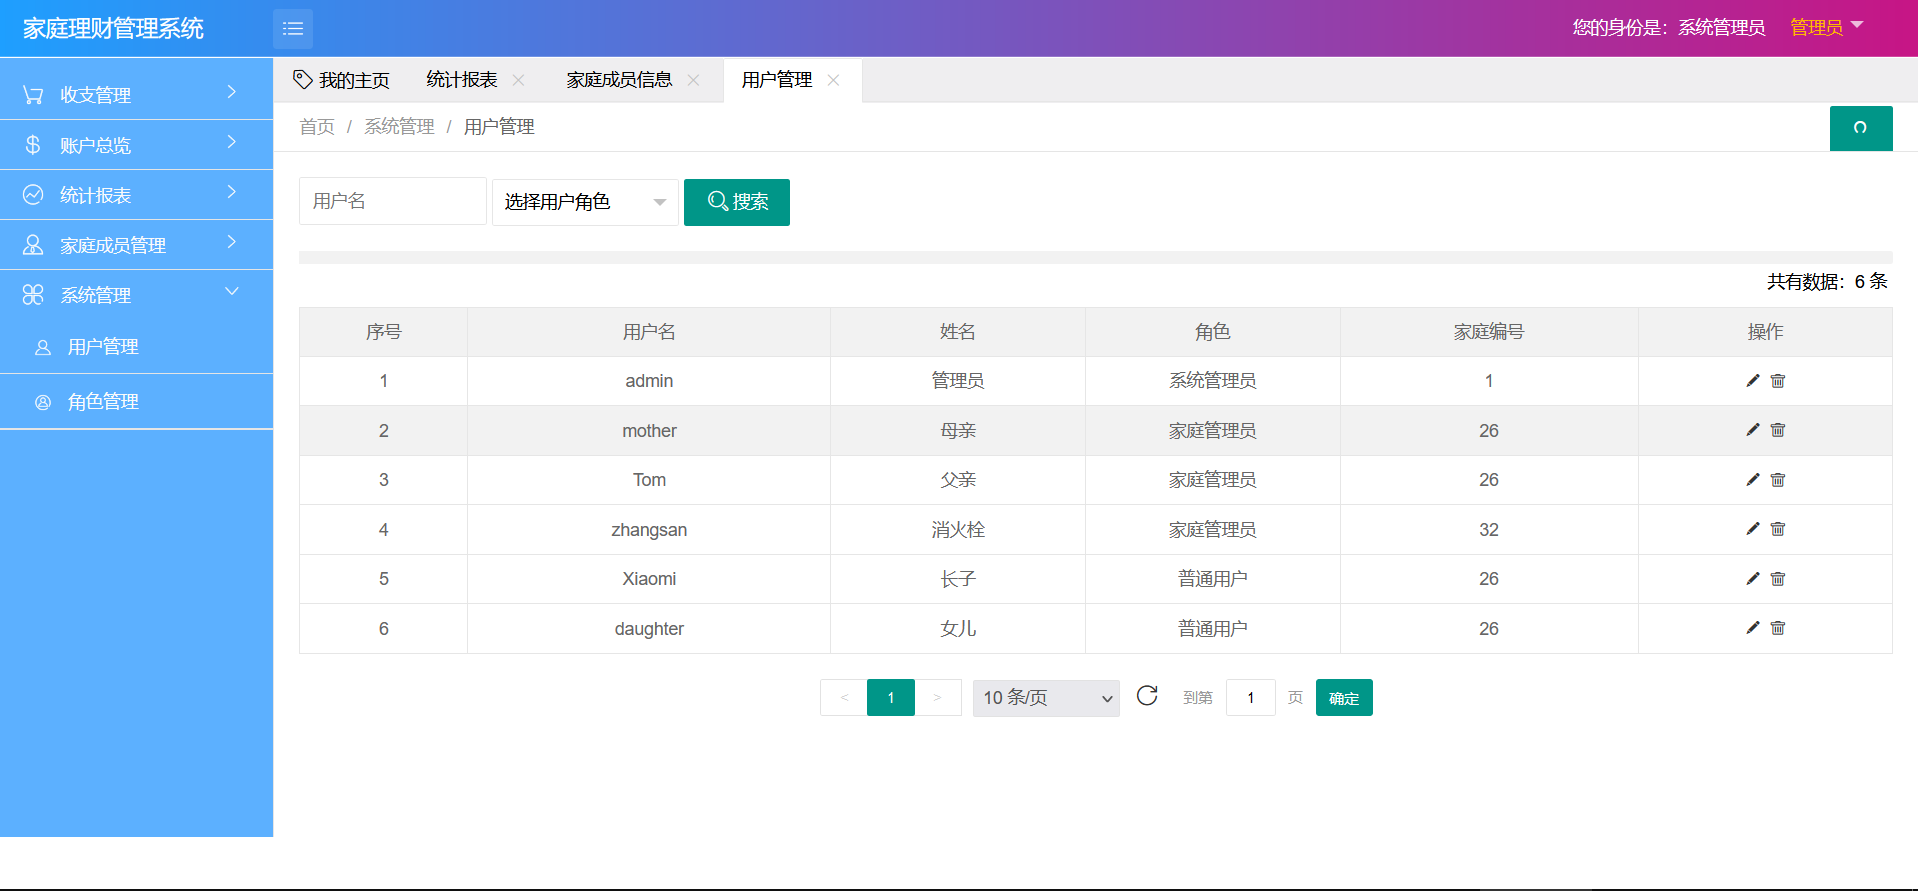 家庭理财管理系统
您的身份是：系统管理员 管理员
收支管理
账户总览
统计报表
家庭成员管理
系统管理
用户管理
角色管理
我的主页 统计报表 家庭成员信息 用户管理
首页 / 系统管理 / 用户管理
用户名 选择用户角色 搜索
共有数据：6 条
序号 用户名 姓名 角色 家庭编号 操作
1 admin 管理员 系统管理员 1
2 mother 母亲 家庭管理员 26
3 Tom 父亲 家庭管理员 26
4 zhangsan 消火栓 家庭管理员 32
5 Xiaomi 长子 普通用户 26
6 daughter 女儿 普通用户 26
< 1 > 10 条/页 到第 1 页 确定